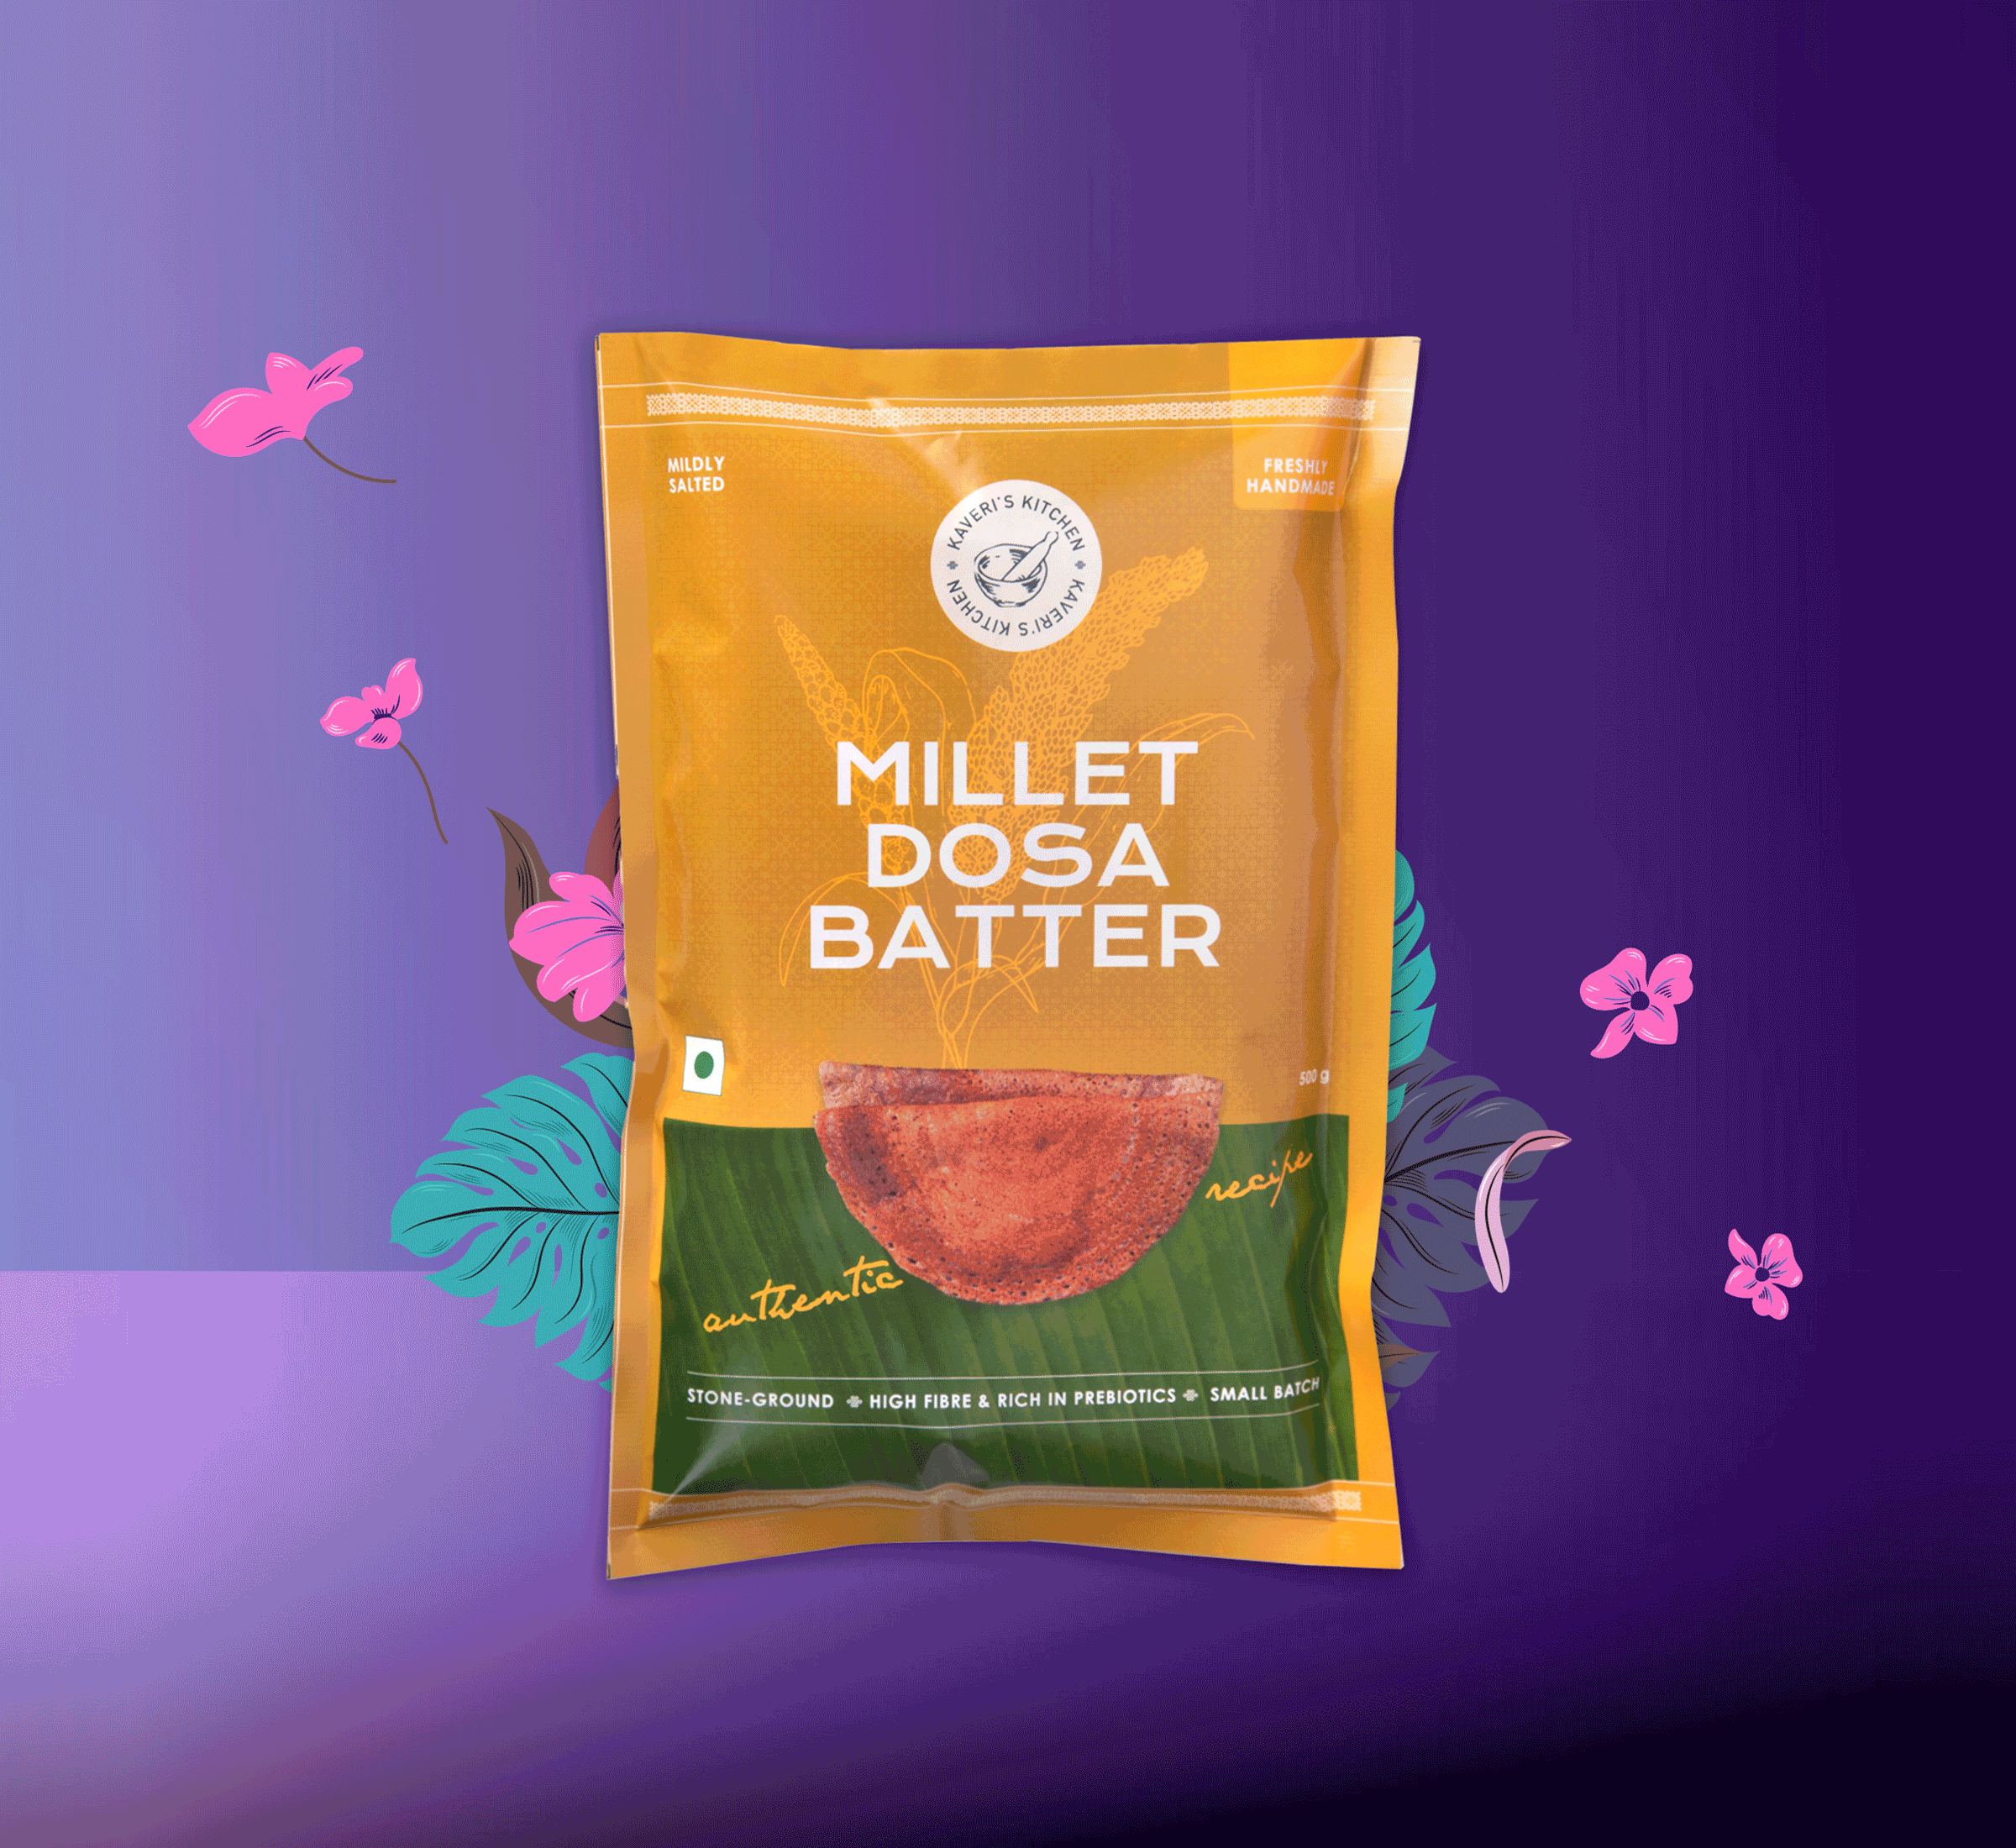 MILDLY
SALTED
FRESHLY
HANDMADE
KAVERI'S KITCHEN
KAVERI'S KITCHEN
MILLET
DOSA
BATTER
500 g
authentic recipe
STONE-GROUND HIGH FIBRE & RICH IN PREBIOTICS SMALL BATCH